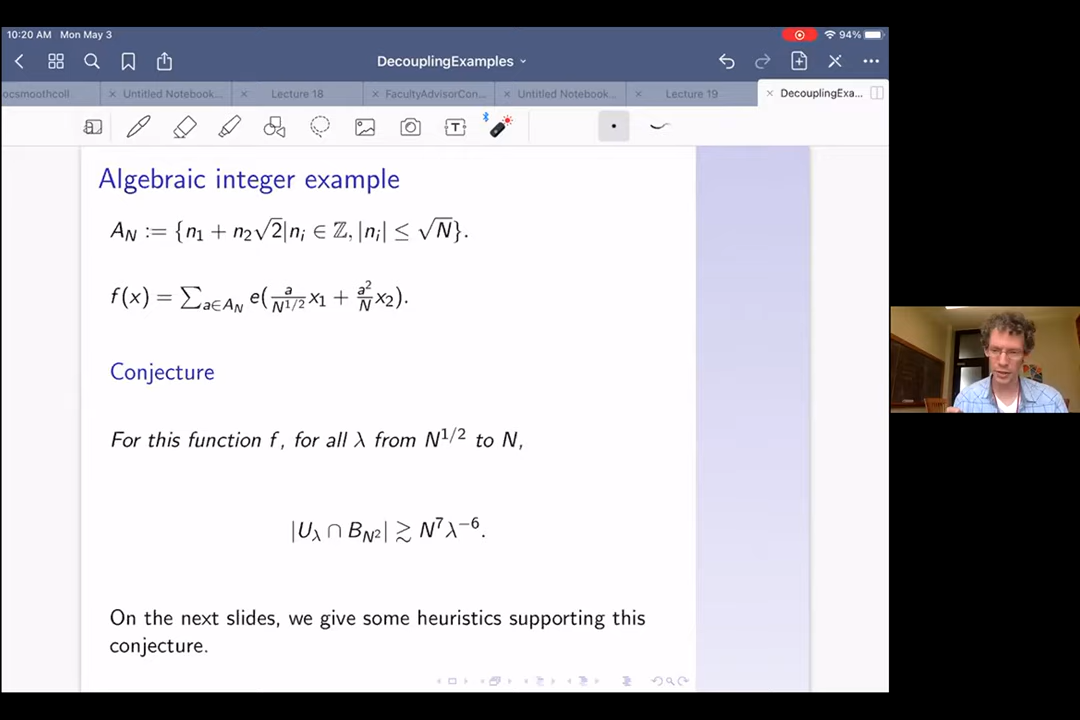 10:20 AM Mon May 3
94%
DecouplingExamples
ocsmoothcoll
Untitled Notebook...
Lecture 18
FacultyAdvisorCon...
Untitled Notebook...
Lecture 19
DecouplingExa...
Algebraic integer example
A_N := {n_1 + n_2√2|n_i ∈ ℤ, |n_i| ≤ √N}.
f(x) = ∑_{a∈A_N} e(\frac{a}{N^{1/2}}x_1 + \frac{a^2}{N}x_2).
Conjecture
For this function f, for all λ from N^{1/2} to N,
|U_λ ∩ B_{N^2}| ≳ N^7λ^{-6}.
On the next slides, we give some heuristics supporting this
conjecture.